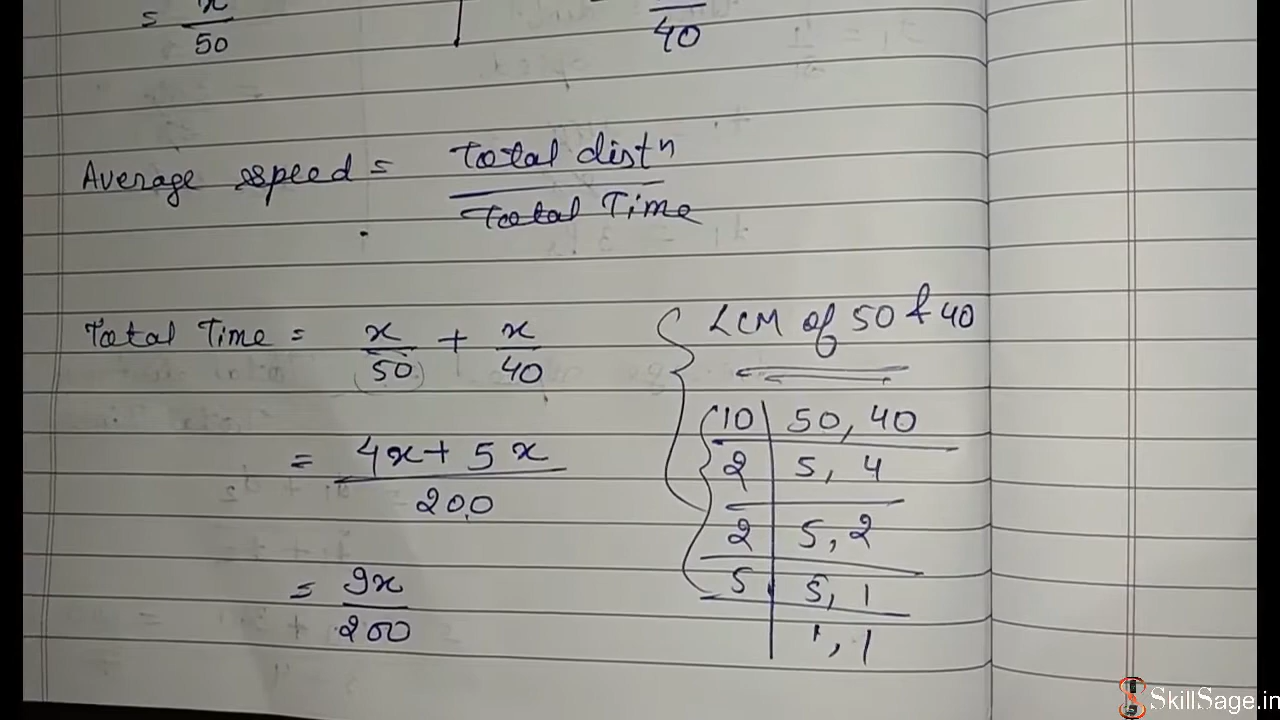 = x/50 | 40
Average speed = Total distn / Total Time
Total Time = x/50 + x/40
= 4x + 5x / 200
= 9x / 200
LCM of 50 & 40
10 | 50, 40
2 | 5, 4
2 | 5, 2
5 | 5, 1
1, 1
SkillSage.in